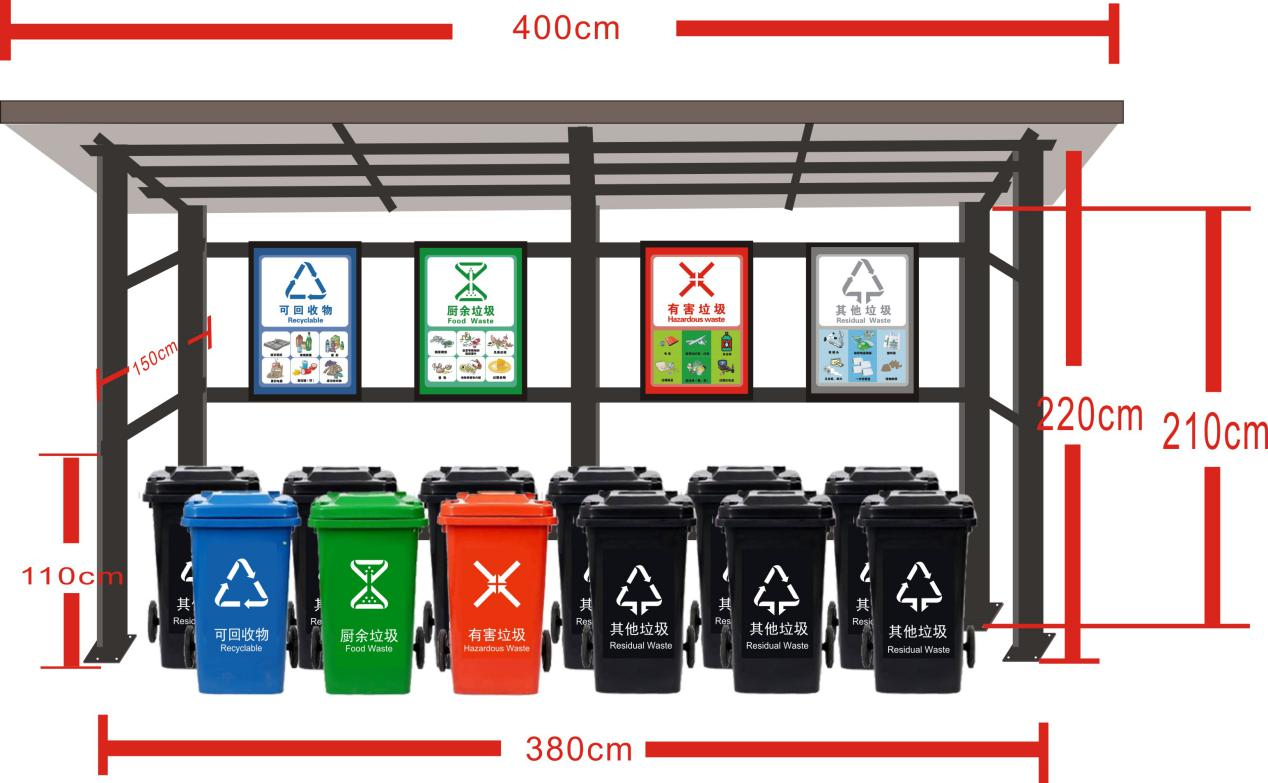 400cm
可回收物
Recyclable
厨余垃圾
Food Waste
有害垃圾
Hazardous waste
其他垃圾
Residual Waste
150cm
220cm
210cm
110cm
可回收物
Recyclable
厨余垃圾
Food Waste
有害垃圾
Hazardous Waste
其他垃圾
Residual Waste
其他垃圾
Residual Waste
其他垃圾
Residual Waste
380cm